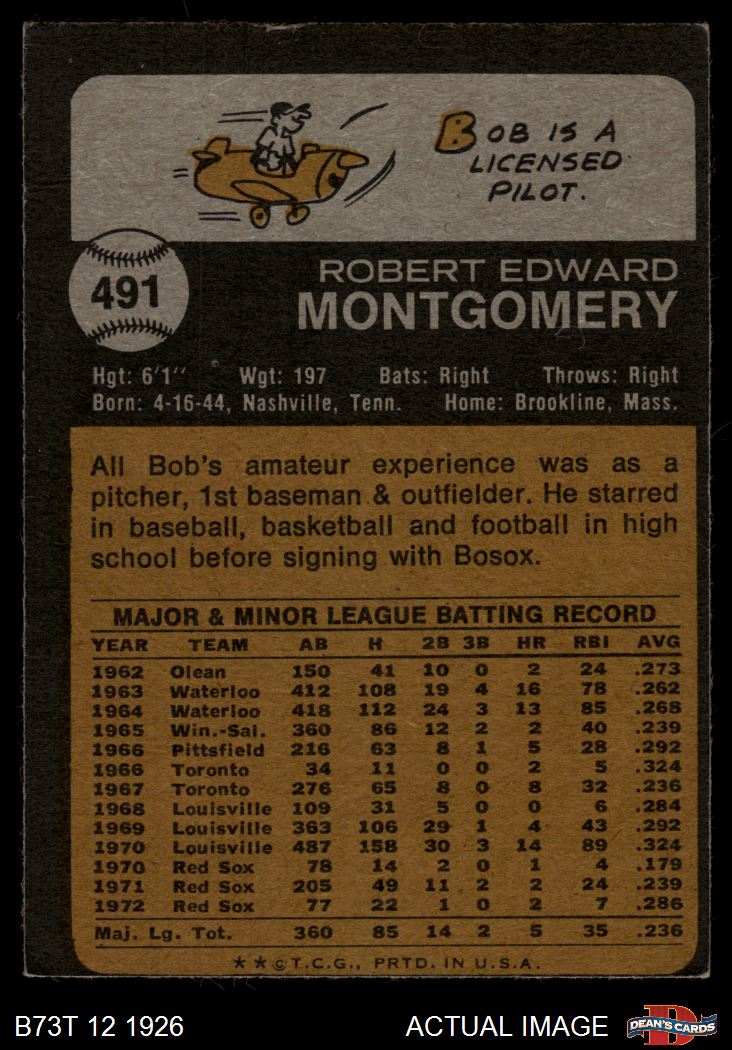 BOB IS A
LICENSED
PILOT.
491
ROBERT EDWARD
MONTGOMERY
Hgt: 6'1" Wgt: 197 Bats: Right Throws: Right
Born: 4-16-44, Nashville, Tenn. Home: Brookline, Mass.
All Bob's amateur experience was as a
pitcher, 1st baseman & outfielder. He starred
in baseball, basketball and football in high
school before signing with Bosox.
MAJOR & MINOR LEAGUE BATTING RECORD
YEAR TEAM AB H 2B 3B HR RBI AVG
1962 Olean 150 41 10 0 2 24 .273
1963 Waterloo 412 108 19 4 16 78 .262
1964 Waterloo 418 112 24 3 13 85 .268
1965 Win.-Sal. 360 86 12 2 2 40 .239
1966 Pittsfield 216 63 8 1 5 28 .292
1966 Toronto 34 11 0 0 2 5 .324
1967 Toronto 276 65 8 0 8 32 .236
1968 Louisville 109 31 5 0 0 6 .284
1969 Louisville 363 106 29 1 4 43 .292
1970 Louisville 487 158 30 3 14 89 .324
1970 Red Sox 78 14 2 0 1 4 .179
1971 Red Sox 205 49 11 2 2 24 .239
1972 Red Sox 77 22 1 0 2 7 .286
Maj. Lg. Tot. 360 85 14 2 5 35 .236
**©T.C.G., PRTD. IN U.S.A.
B73T 12 1926 ACTUAL IMAGE DEAN'S CARDS